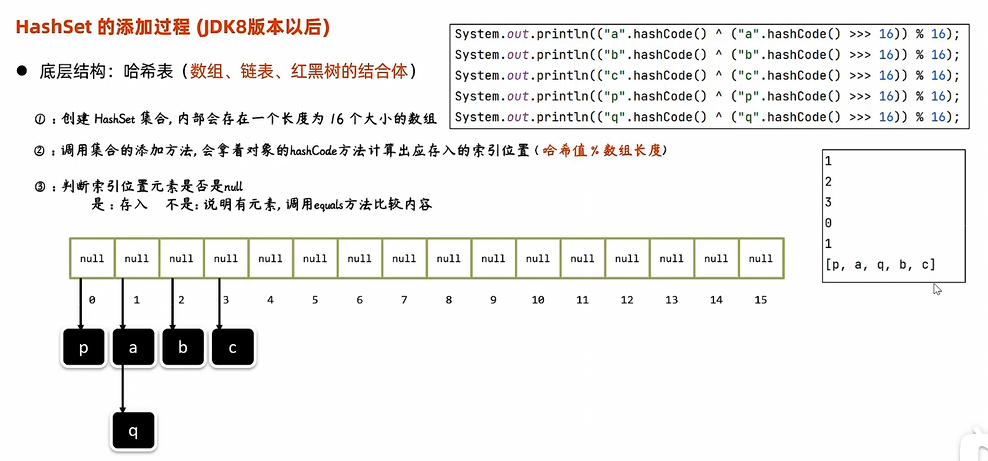 HashSet 的添加过程 (JDK8版本以后)
● 底层结构：哈希表（数组、链表、红黑树的结合体）
① : 创建 HashSet 集合, 内部会存在一个长度为 16 个大小的数组
② : 调用集合的添加方法, 会拿着对象的hashCode方法计算出应存入的索引位置 ( 哈希值 % 数组长度)
③ : 判断索引位置元素是否是null
是 : 存入 不是: 说明有元素, 调用equals方法比较内容
System.out.println(("a".hashCode() ^ ("a".hashCode() >>> 16)) % 16);
System.out.println(("b".hashCode() ^ ("b".hashCode() >>> 16)) % 16);
System.out.println(("c".hashCode() ^ ("c".hashCode() >>> 16)) % 16);
System.out.println(("p".hashCode() ^ ("p".hashCode() >>> 16)) % 16);
System.out.println(("q".hashCode() ^ ("q".hashCode() >>> 16)) % 16);
1
2
3
0
1
[p, a, q, b, c]
null null null null null null null null null null null null null null null null
0 1 2 3 4 5 6 7 8 9 10 11 12 13 14 15
p a b c
q